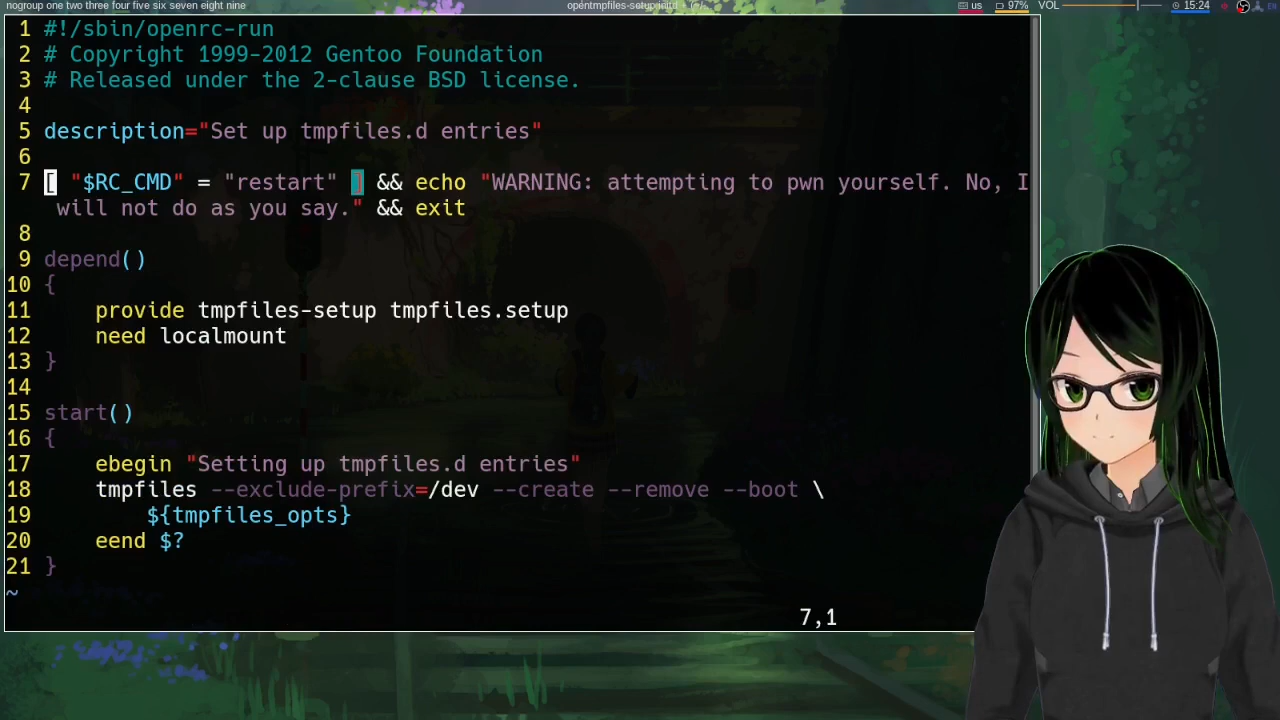 nogroup one two three four five six seven eight nine
us 97% VOL 15:24 EN
1 #!/sbin/openrc-run
2 # Copyright 1999-2012 Gentoo Foundation
3 # Released under the 2-clause BSD license.
4
5 description="Set up tmpfiles.d entries"
6
7 [ "$RC_CMD" = "restart" ] && echo "WARNING: attempting to pwn yourself. No, I
will not do as you say." && exit
8
9 depend()
10 {
11 provide tmpfiles-setup tmpfiles.setup
12 need localmount
13 }
14
15 start()
16 {
17 ebegin "Setting up tmpfiles.d entries"
18 tmpfiles --exclude-prefix=/dev --create --remove --boot \
19 ${tmpfiles_opts}
20 eend $?
21 }
~
7,1